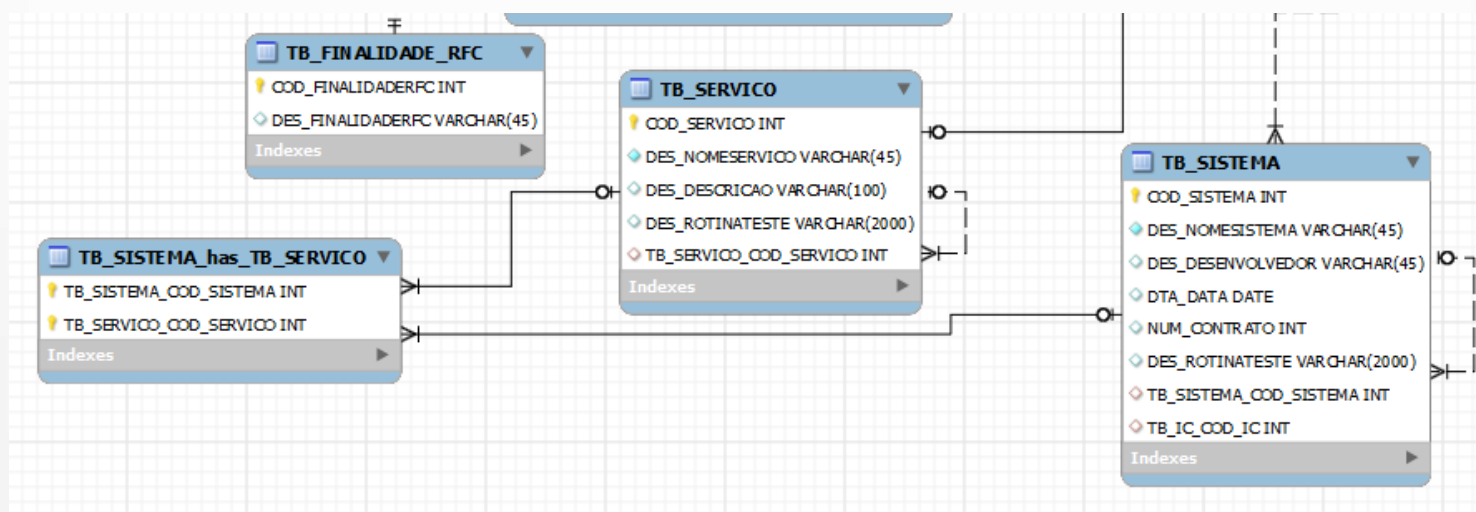 TB_FINALIDADE_RFC
COD_FINALIDADERFC INT
DES_FINALIDADERFC VARCHAR(45)
Indexes
TB_SERVICO
COD_SERVICO INT
DES_NOMESERVICO VARCHAR(45)
DES_DESCRICAO VARCHAR(100)
DES_ROTINATESTE VARCHAR(2000)
TB_SERVICO_COD_SERVICO INT
Indexes
TB_SISTEMA
COD_SISTEMA INT
DES_NOMESISTEMA VARCHAR(45)
DES_DESENVOLVEDOR VARCHAR(45)
DTA_DATA DATE
NUM_CONTRATO INT
DES_ROTINATESTE VARCHAR(2000)
TB_SISTEMA_COD_SISTEMA INT
TB_IC_COD_IC INT
Indexes
TB_SISTEMA_has_TB_SERVICO
TB_SISTEMA_COD_SISTEMA INT
TB_SERVICO_COD_SERVICO INT
Indexes